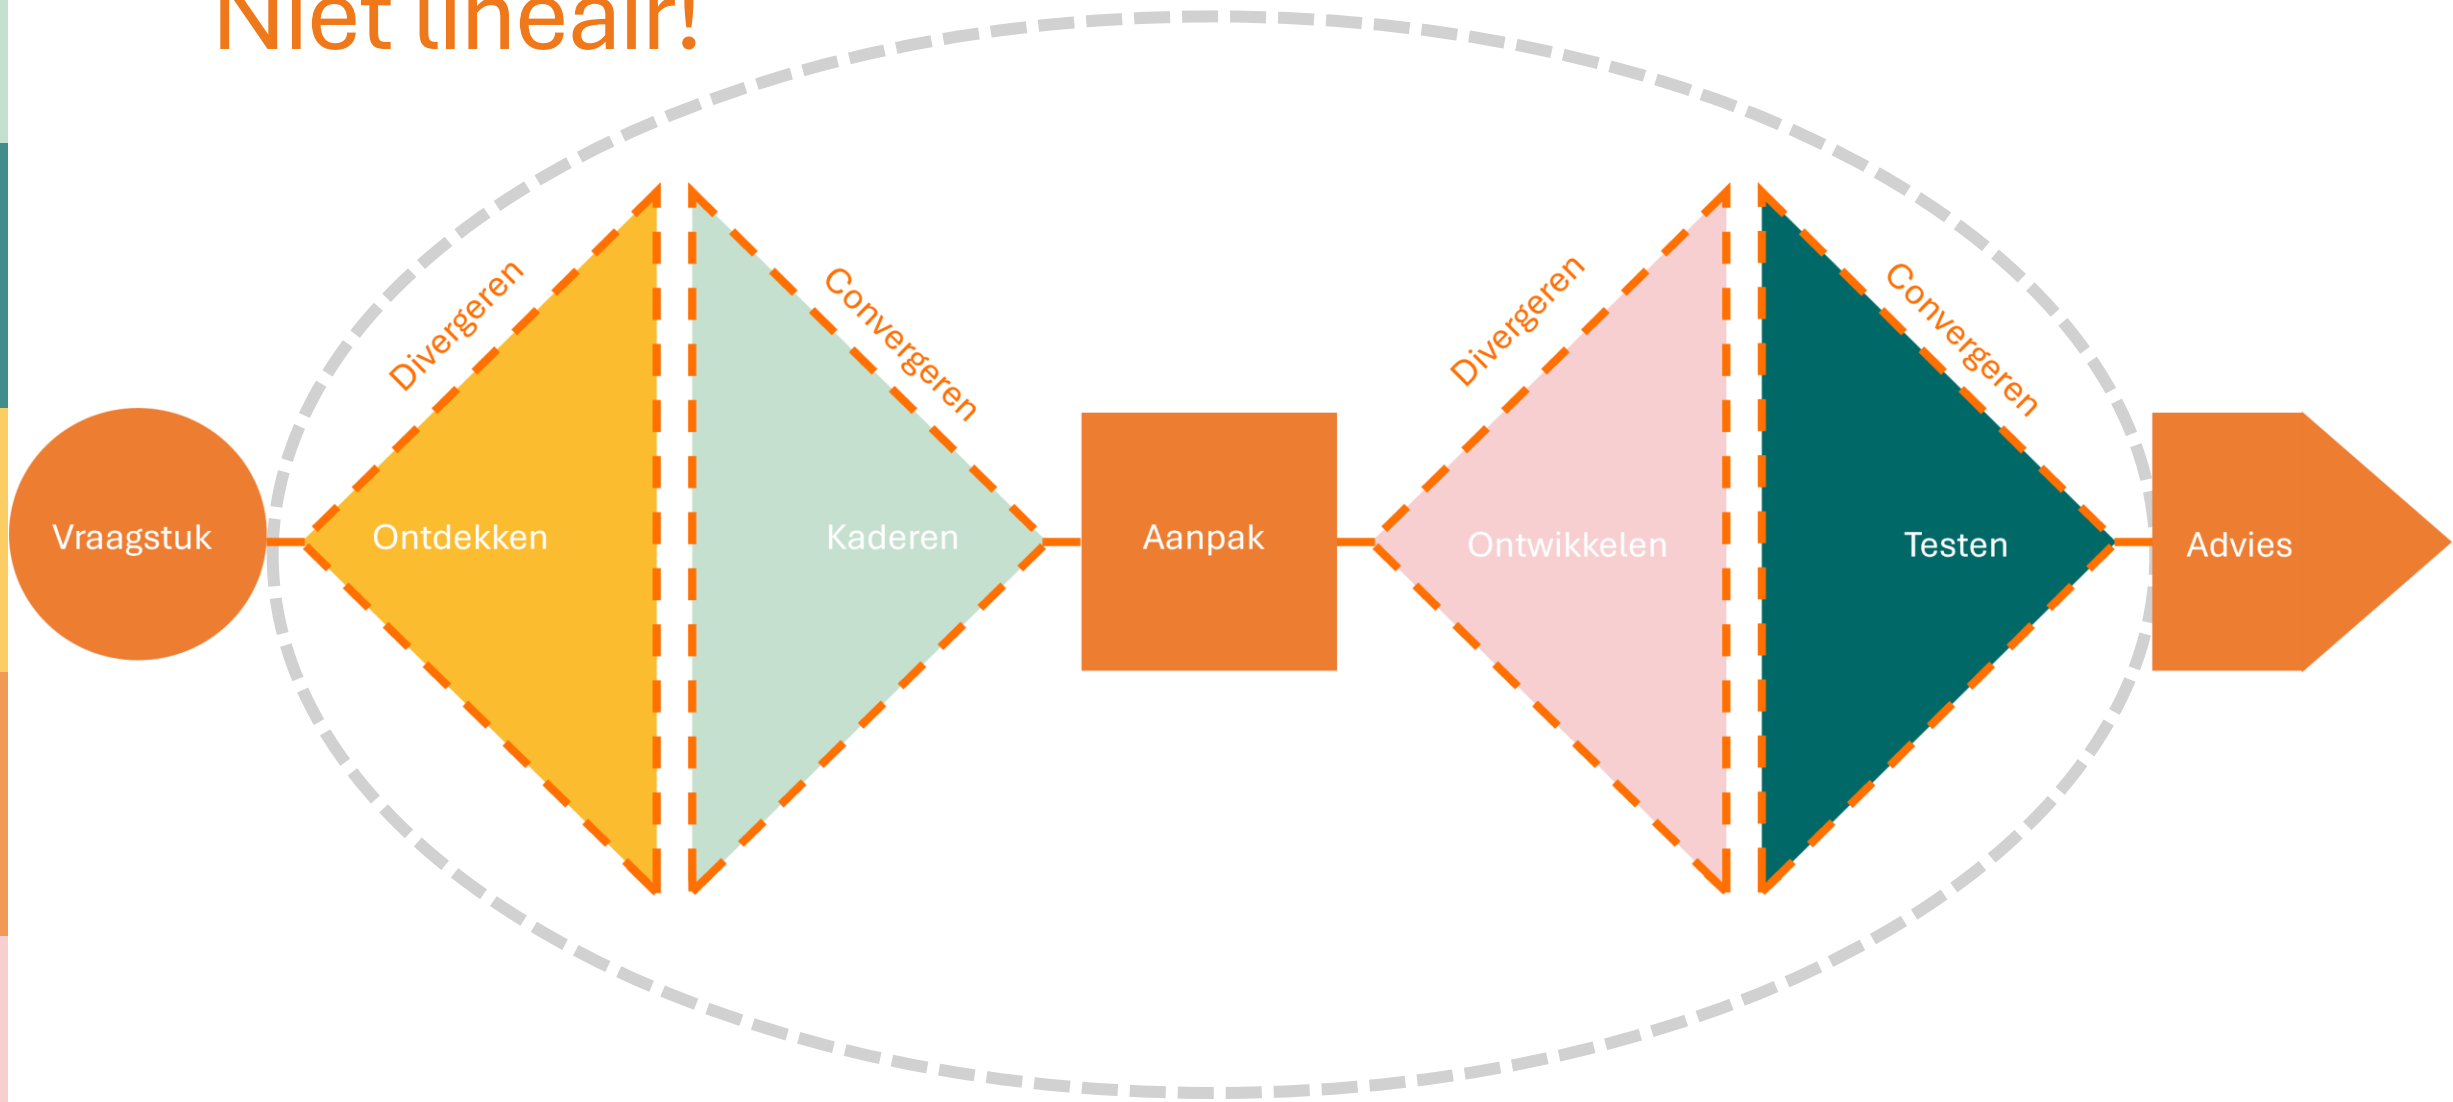 Niet lineair!
Divergeren
Convergeren
Divergeren
Convergeren
Vraagstuk
Ontdekken
Kaderen
Aanpak
Ontwikkelen
Testen
Advies